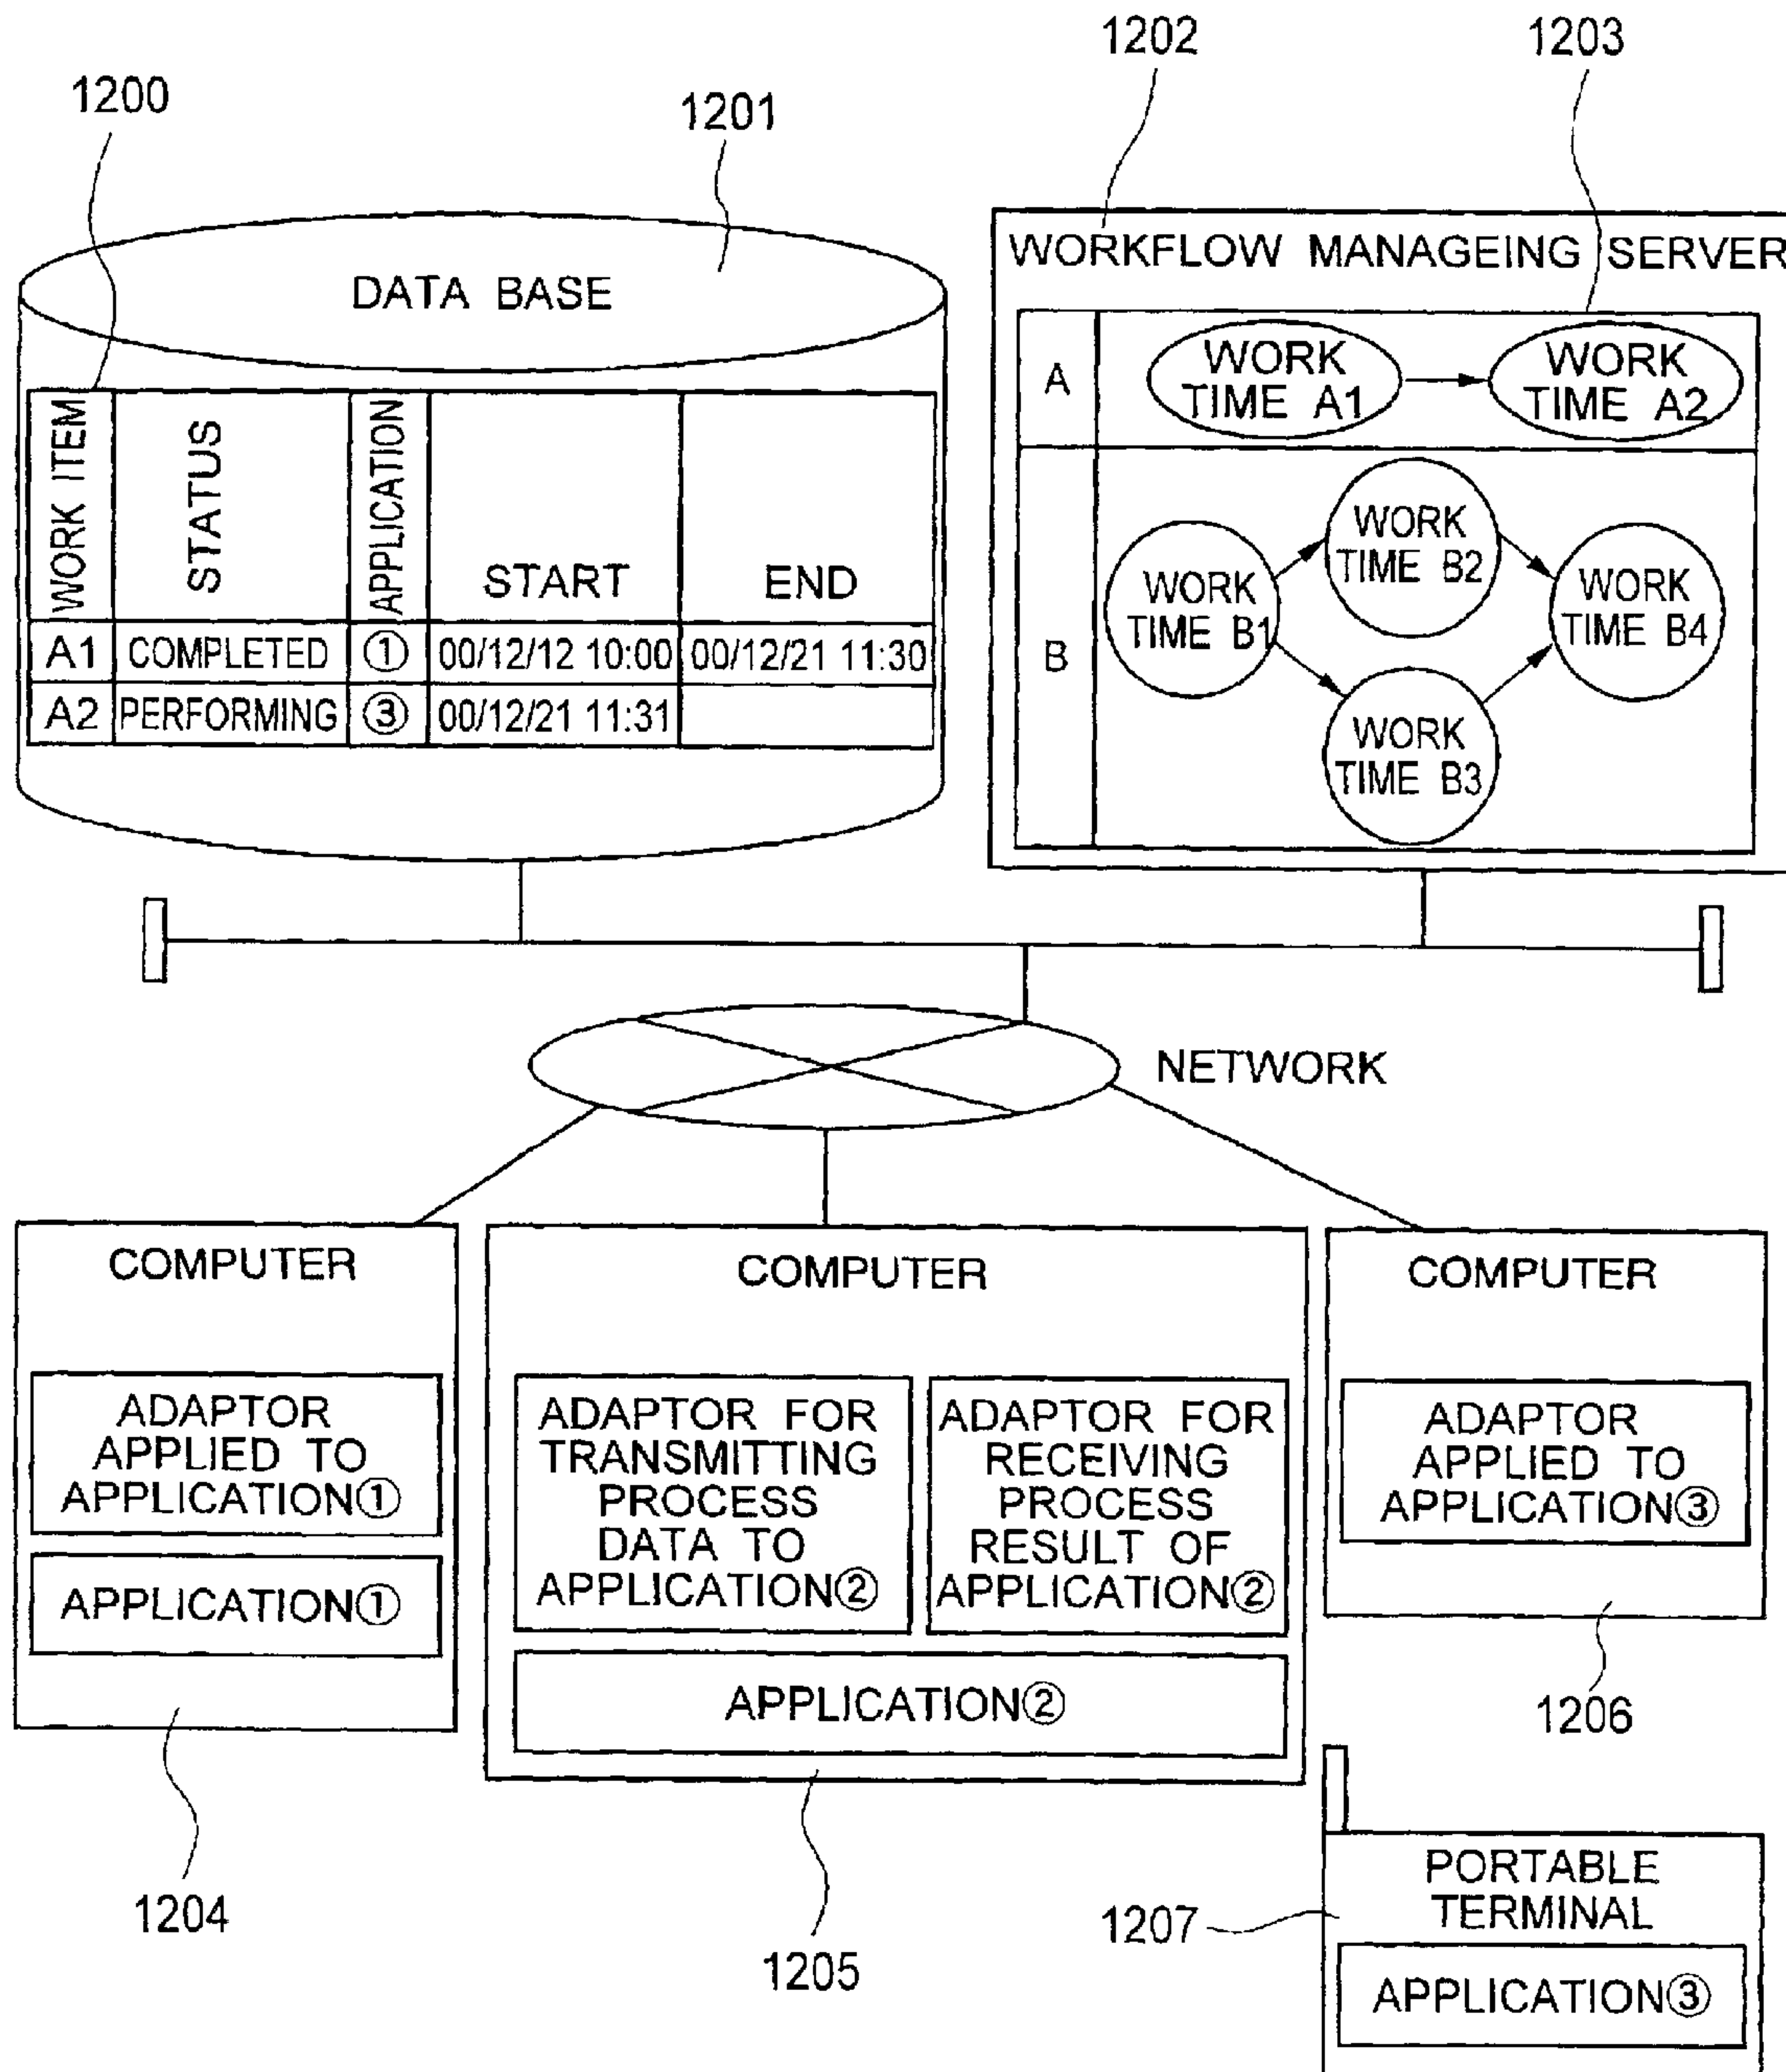 1200
1201
1202
1203
DATA BASE
WORK ITEM
STATUS
APPLICATION
START
END
A1 COMPLETED ① 00/12/12 10:00 00/12/21 11:30
A2 PERFORMING ③ 00/12/21 11:31
WORKFLOW MANAGEING SERVER
A
WORK
TIME A1
WORK
TIME A2
B
WORK
TIME B1
WORK
TIME B2
WORK
TIME B3
WORK
TIME B4
NETWORK
COMPUTER
ADAPTOR
APPLIED TO
APPLICATION①
APPLICATION①
1204
COMPUTER
ADAPTOR FOR
TRANSMITTING
PROCESS
DATA TO
APPLICATION②
ADAPTOR FOR
RECEIVING
PROCESS
RESULT OF
APPLICATION②
APPLICATION②
1205
COMPUTER
ADAPTOR
APPLIED TO
APPLICATION③
1206
1207
PORTABLE
TERMINAL
APPLICATION③